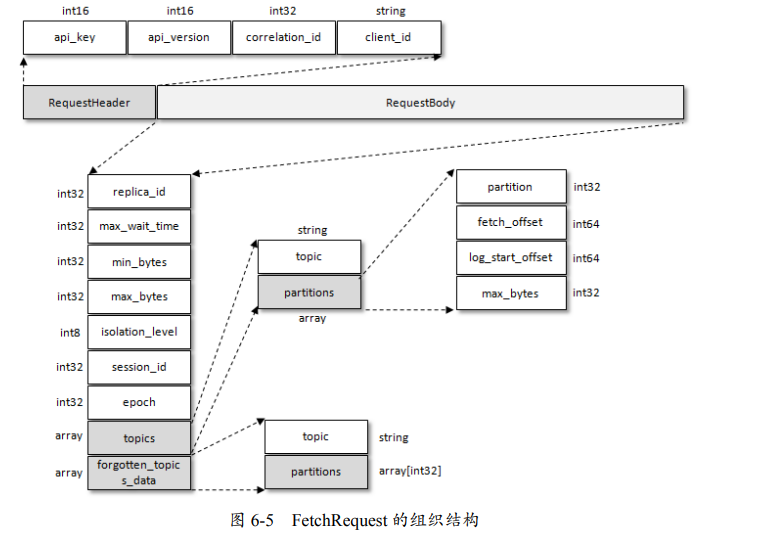 int16 int16 int32 string
api_key api_version correlation_id client_id
RequestHeader RequestBody
int32 replica_id
int32 max_wait_time
int32 min_bytes
int32 max_bytes
int8 isolation_level
int32 session_id
int32 epoch
array topics
array forgotten_topic
s_data
string
topic
partitions
array
partition int32
fetch_offset int64
log_start_offset int64
max_bytes int32
topic string
partitions array[int32]
图 6-5 FetchRequest 的组织结构